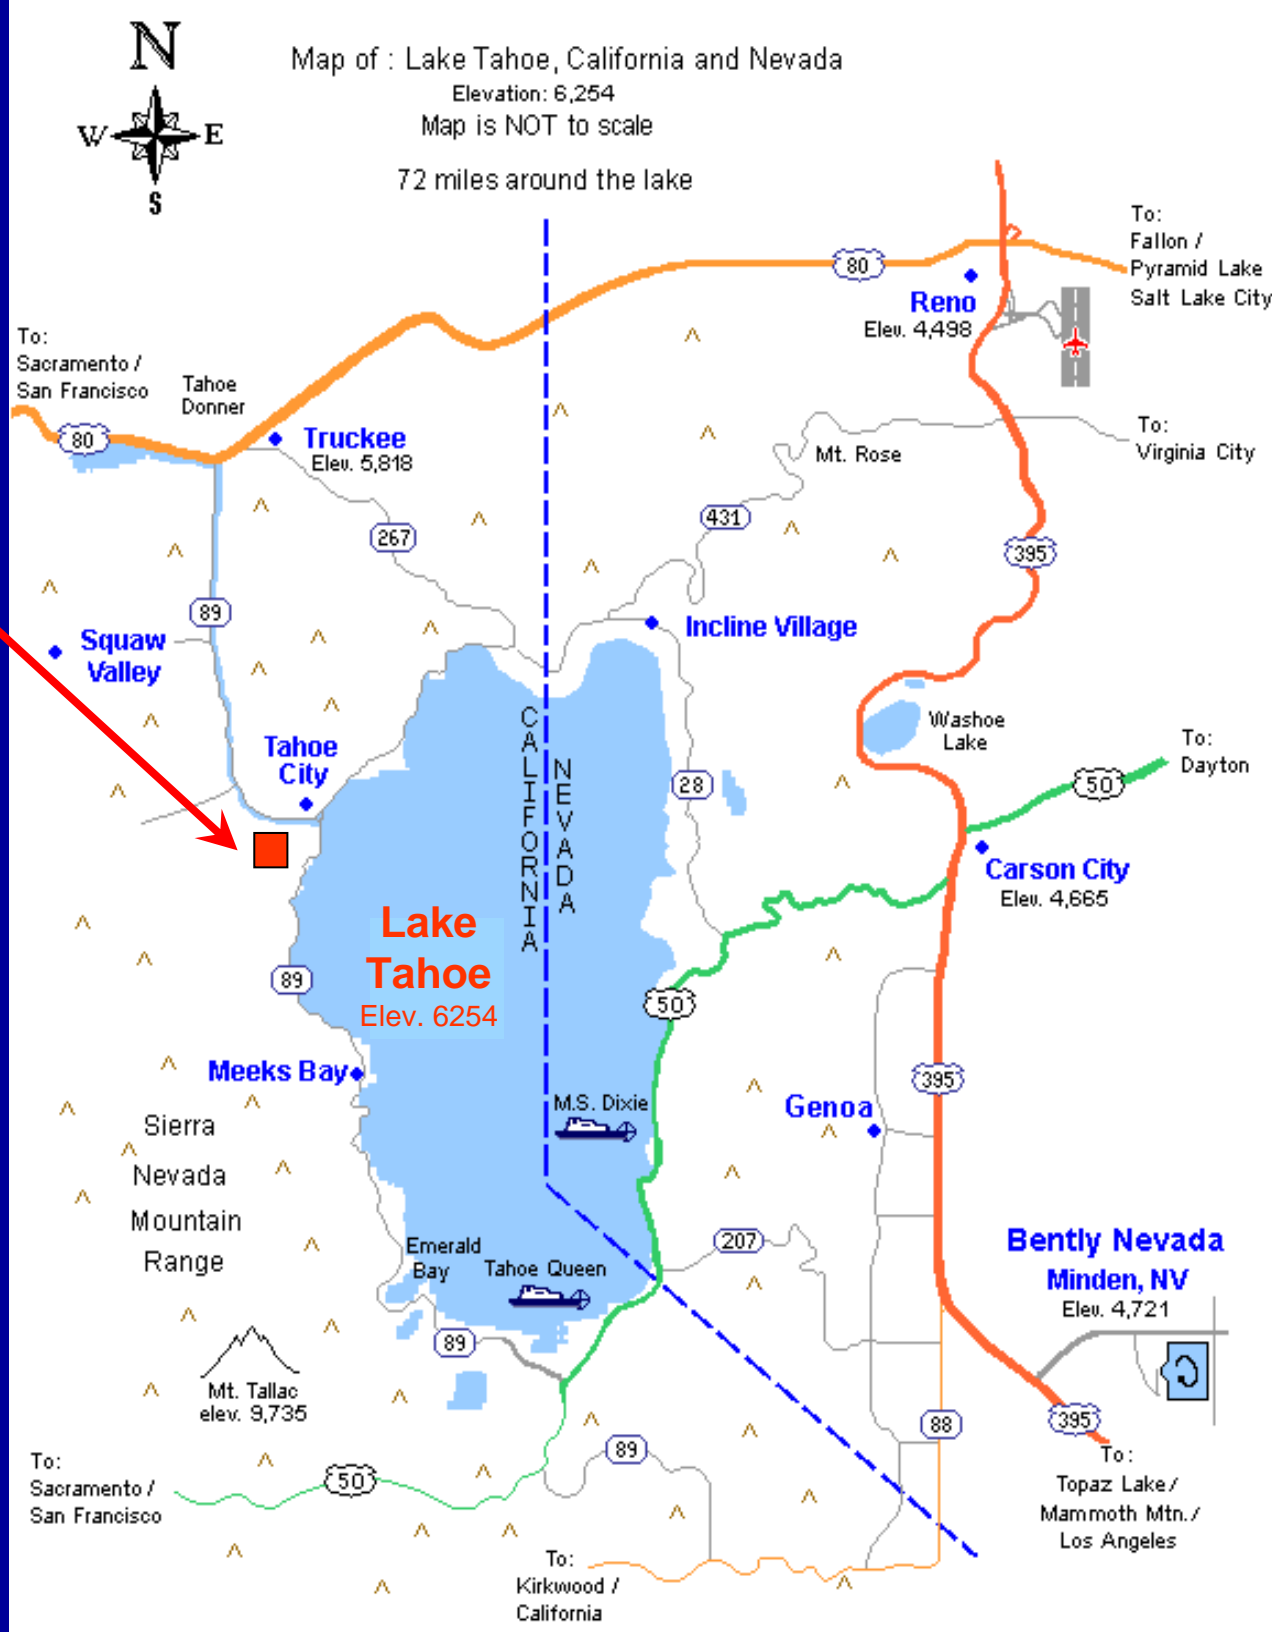 N
W
E
S
Map of : Lake Tahoe, California and Nevada
Elevation: 6,254
Map is NOT to scale
72 miles around the lake
To:
Fallon /
Pyramid Lake
Salt Lake City
80
Reno
Elev. 4,498
To:
Sacramento /
San Francisco
Tahoe
Donner
80
Truckee
Elev. 5,818
To:
Virginia City
Mt. Rose
431
267
395
89
Squaw
Valley
Incline Village
Washoe
Lake
Tahoe
City
CALIFORNIA
NEVADA
28
To:
Dayton
50
Carson City
Elev. 4,665
Lake
Tahoe
Elev. 6254
89
50
Meeks Bay
395
M.S. Dixie
Genoa
Sierra
Nevada
Mountain
Range
207
Emerald
Bay
Tahoe Queen
Bently Nevada
Minden, NV
Elev. 4,721
89
Mt. Tallac
elev. 9,735
88
395
89
50
To:
Sacramento /
San Francisco
To:
Topaz Lake /
Mammoth Mtn. /
Los Angeles
To:
Kirkwood /
California